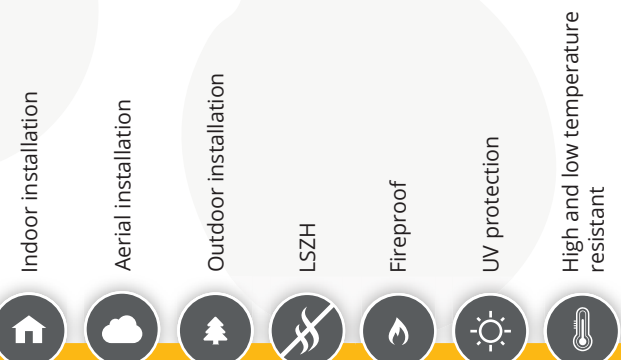 Indoor installation
Aerial installation
Outdoor installation
LSZH
Fireproof
UV protection
High and low temperature
resistant